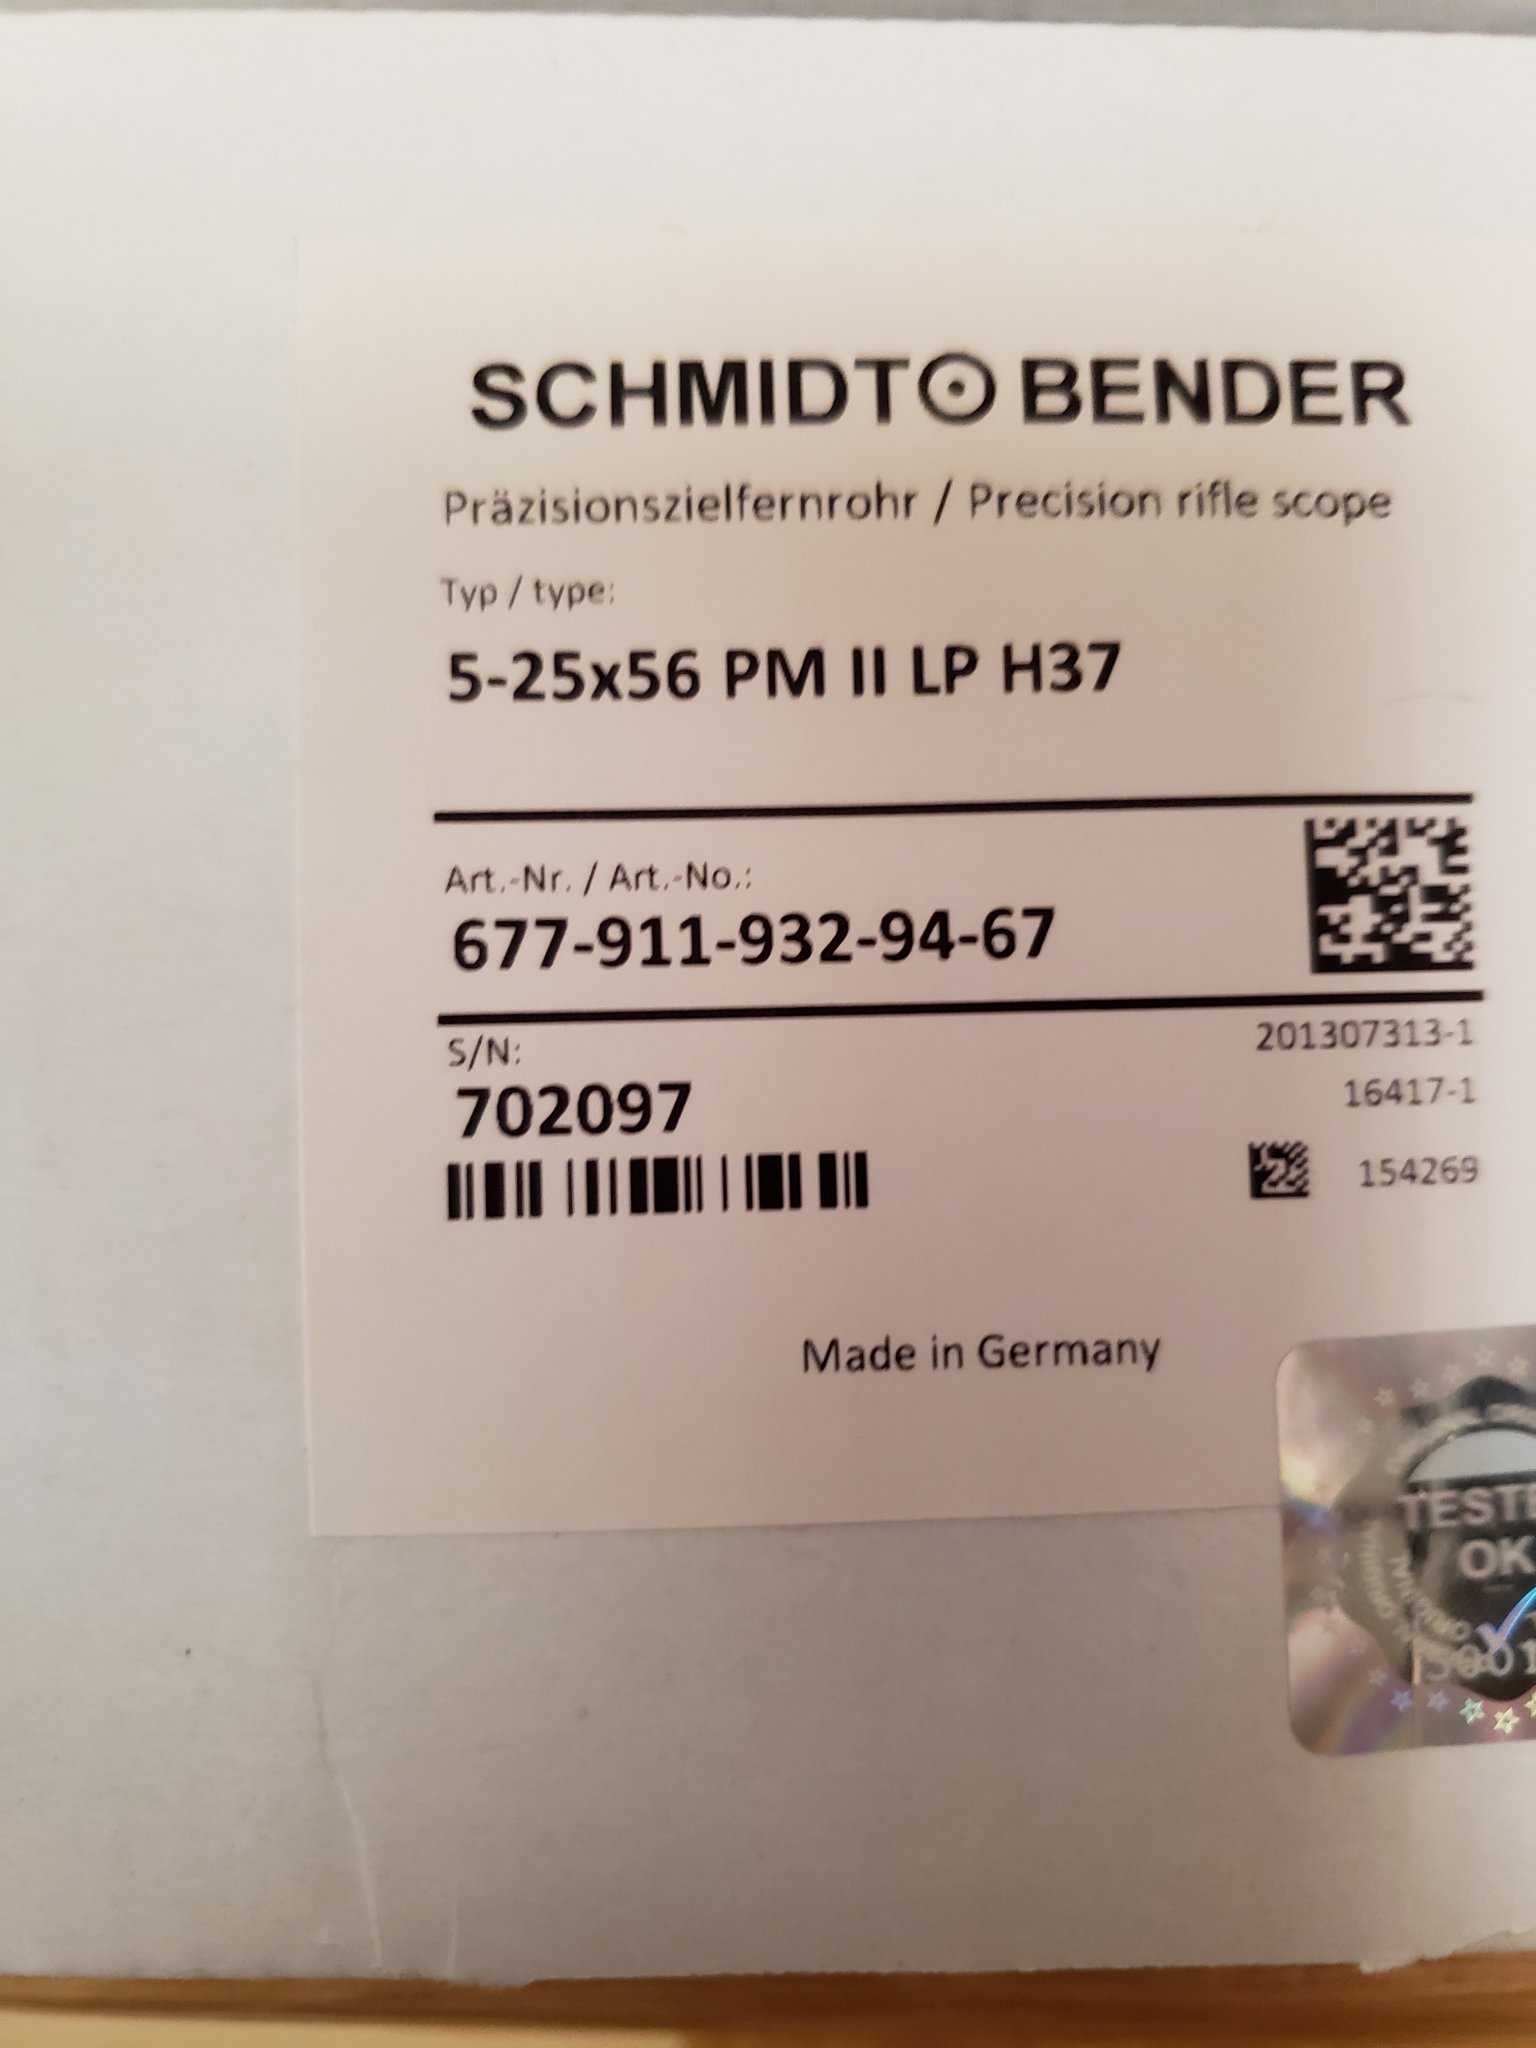 SCHMIDT BENDER
Präzisionszielfernrohr / Precision rifle scope
Typ / type:
5-25x56 PM II LP H37
Art.-Nr. / Art.-No.:
677-911-932-94-67
S/N:
702097
201307313-1
16417-1
154269
Made in Germany
OK